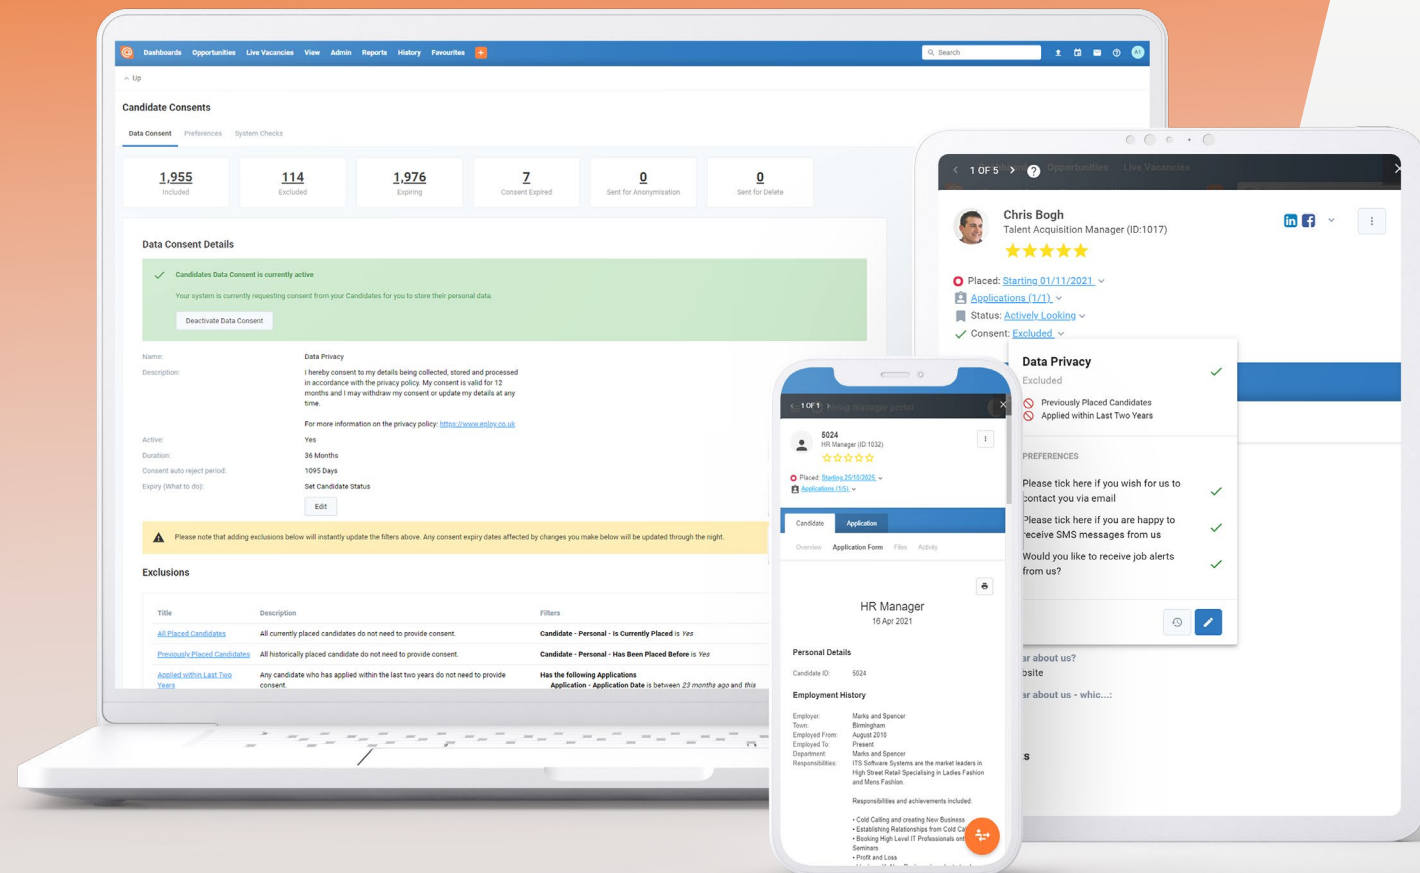 Dashboards Opportunities Live Vacancies View Admin Reports History Favourites +
Search
A1
Up
Candidate Consents
Data Consent Preferences System Checks
1,955 114 1,976 7 0 0
Included Excluded Expiring Consent Expired Sent for Anonymisation Sent for Delete
Data Consent Details
Candidates Data Consent is currently active
Your system is currently requesting consent from your Candidates for you to store their personal data.
Deactivate Data Consent
Name: Data Privacy
Description: I hereby consent to my details being collected, stored and processed
in accordance with the privacy policy. My consent is valid for 12
months and I may withdraw my consent or update my details at any
time.
For more information on the privacy policy: https://www.eploy.co.uk
Active: Yes
Duration: 36 Months
Consent auto reject period: 1095 Days
Expiry (What to do): Set Candidate Status
Edit
Please note that adding exclusions below will instantly update the filters above. Any consent expiry dates affected by changes you make below will be updated through the night.
Exclusions
Title Description Filters
All Placed Candidates All currently placed candidates do not need to provide consent. Candidate - Personal - Is Currently Placed is Yes
Previously Placed Candidates All historically placed candidate do not need to provide consent. Candidate - Personal - Has Been Placed Before is Yes
Applied within Last Two Any candidate who has applied within the last two years do not need to provide Has the following Applications
Years consent. Application - Application Date is between 23 months ago and this
1 OF 1
hiring manager portal
5024
HR Manager (ID:1032)
Placed: Starting 25/10/2025
Applications (1/5)
Candidate Application
Overview Application Form Files Activity
HR Manager
16 Apr 2021
Personal Details
Candidate ID: 5024
Employment History
Employer: Marks and Spencer
Town: Birmingham
Employed From: August 2010
Employed To: Present
Department: Marks and Spencer
Responsibilities: ITS Software Systems are the market leaders in
High Street Retail Specialising in Ladies Fashion
and Mens Fashion.
Responsibilities and achievements included:
• Cold Calling and creating New Business
• Establishing Relationships from Cold Ca
• Booking High Level IT Professionals ont
Seminars
• Profit and Loss
1 OF 5
Dashboards Opportunities Live Vacancies
Chris Bogh
Talent Acquisition Manager (ID:1017)
Placed: Starting 01/11/2021
Applications (1/1)
Status: Actively Looking
Consent: Excluded
Data Privacy
Excluded
Previously Placed Candidates
Applied within Last Two Years
PREFERENCES
Please tick here if you wish for us to
contact you via email
Please tick here if you are happy to
receive SMS messages from us
Would you like to receive job alerts
from us?
ar about us?
bsite
ar about us - whic...:
s